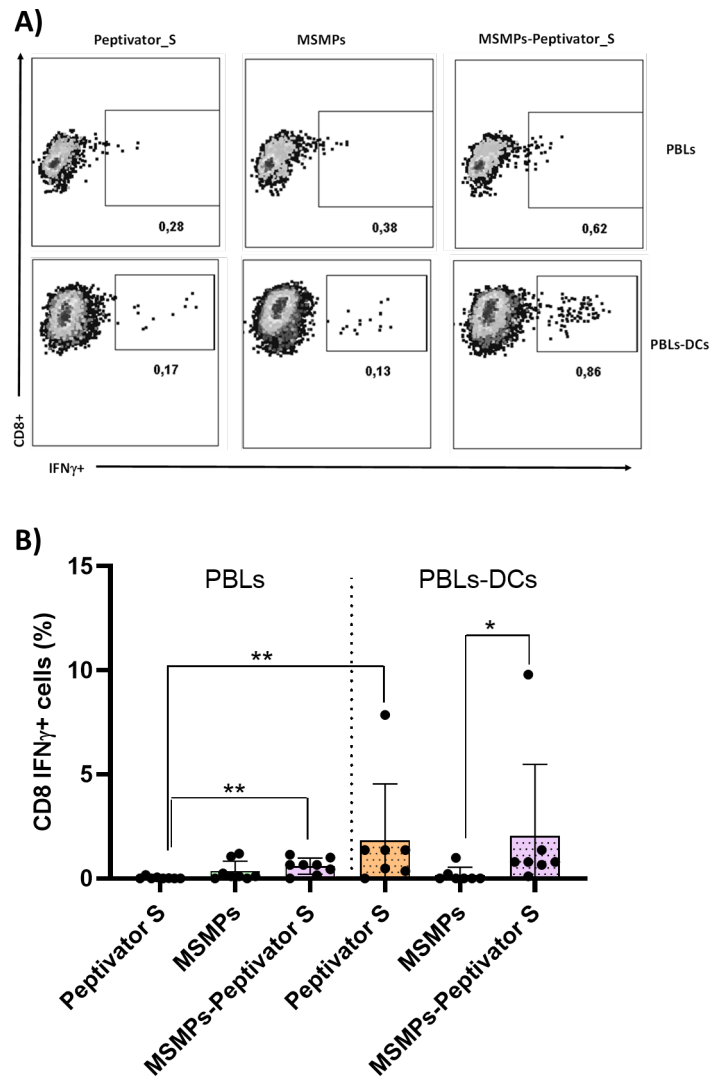 A)
Peptivator_S
MSMPs
MSMPs-Peptivator_S
PBLs
0,28
0,38
0,62
PBLs-DCs
0,17
0,13
0,86
CD8+
IFNγ+
B)
15
10
5
0
CD8 IFNγ+ cells (%)
PBLs
PBLs-DCs
**
**
*
Peptivator S
MSMPs
MSMPs-Peptivator S
Peptivator S
MSMPs
MSMPs-Peptivator S